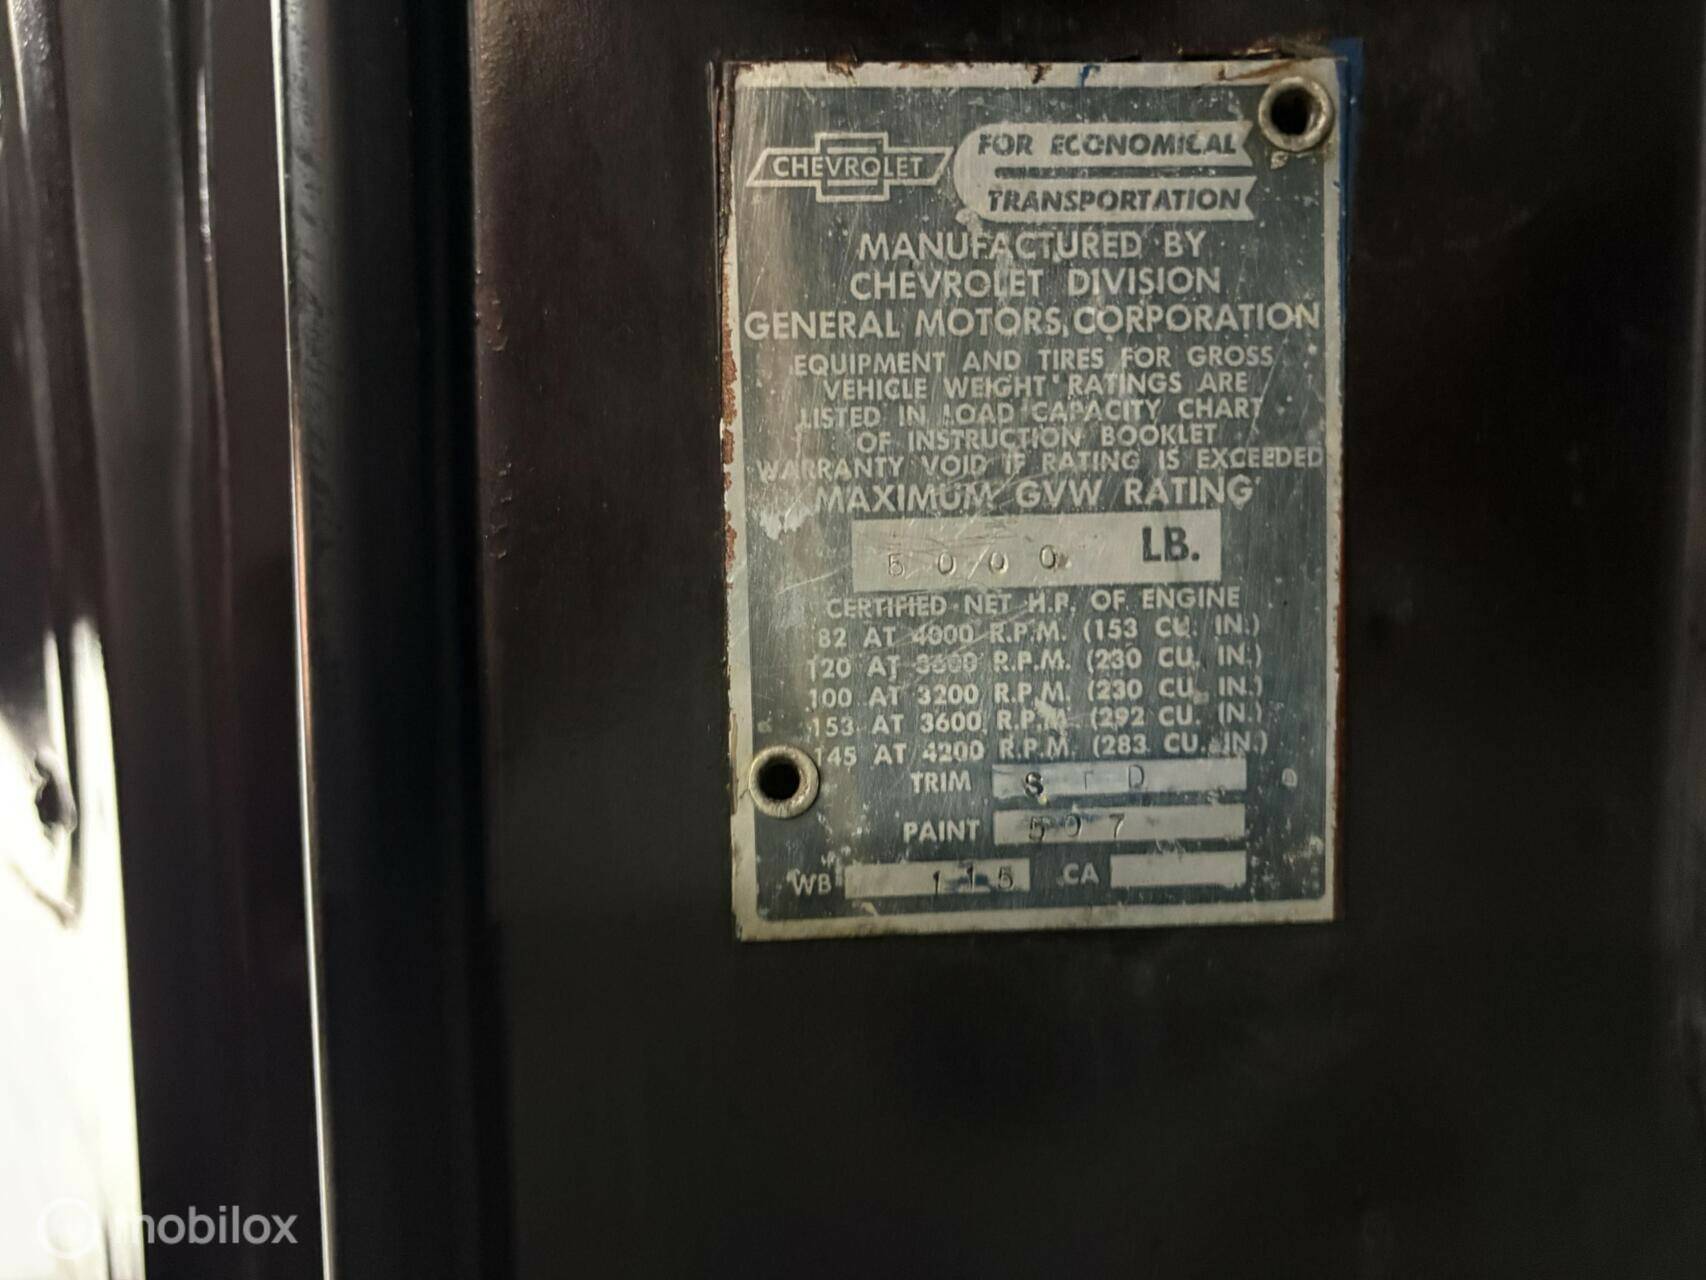 CHEVROLET
FOR ECONOMICAL
TRANSPORTATION
MANUFACTURED BY
CHEVROLET DIVISION
GENERAL MOTORS CORPORATION
EQUIPMENT AND TIRES FOR GROSS
VEHICLE WEIGHT RATINGS ARE
LISTED IN LOAD CAPACITY CHART
OF INSTRUCTION BOOKLET
WARRANTY VOID IF RATING IS EXCEEDED
MAXIMUM GVW RATING
5000 LB.
CERTIFIED NET H.P. OF ENGINE
82 AT 4000 R.P.M. (153 CU. IN.)
120 AT 3600 R.P.M. (230 CU. IN.)
100 AT 3200 R.P.M. (230 CU. IN.)
153 AT 3600 R.P.M. (292 CU. IN.)
145 AT 4200 R.P.M. (283 CU. IN.)
TRIM STD
PAINT 507
WB 115 CA
mobilox